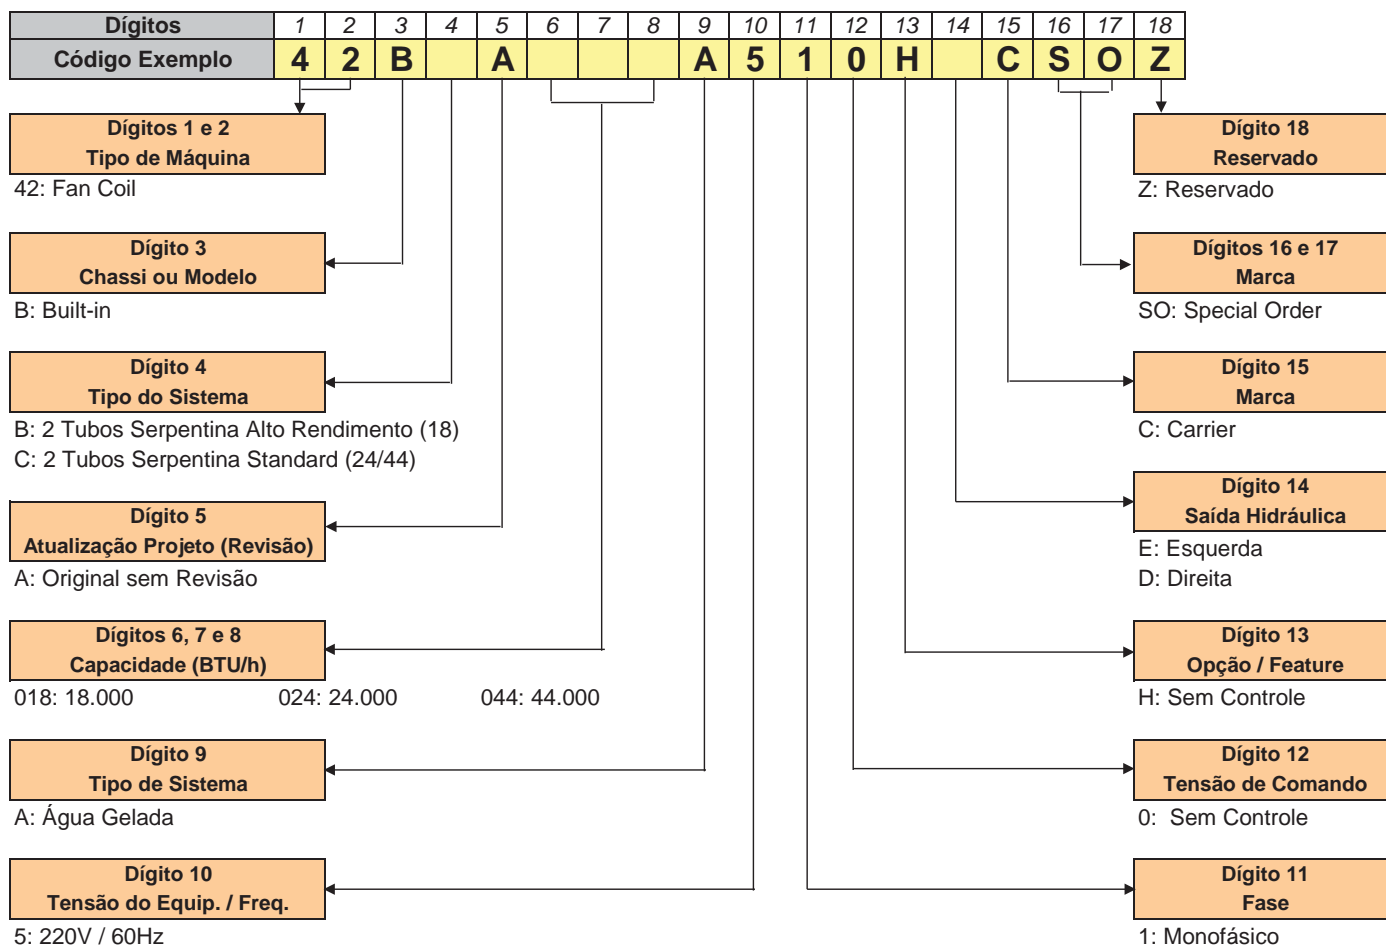 Dígitos 1 2 3 4 5 6 7 8 9 10 11 12 13 14 15 16 17 18
Código Exemplo 4 2 B A A 5 1 0 H C S O Z
Dígitos 1 e 2
Tipo de Máquina
42: Fan Coil
Dígito 3
Chassi ou Modelo
B: Built-in
Dígito 4
Tipo do Sistema
B: 2 Tubos Serpentina Alto Rendimento (18)
C: 2 Tubos Serpentina Standard (24/44)
Dígito 5
Atualização Projeto (Revisão)
A: Original sem Revisão
Dígitos 6, 7 e 8
Capacidade (BTU/h)
018: 18.000 024: 24.000 044: 44.000
Dígito 9
Tipo de Sistema
A: Água Gelada
Dígito 10
Tensão do Equip. / Freq.
5: 220V / 60Hz
Dígito 18
Reservado
Z: Reservado
Dígitos 16 e 17
Marca
SO: Special Order
Dígito 15
Marca
C: Carrier
Dígito 14
Saída Hidráulica
E: Esquerda
D: Direita
Dígito 13
Opção / Feature
H: Sem Controle
Dígito 12
Tensão de Comando
0: Sem Controle
Dígito 11
Fase
1: Monofásico